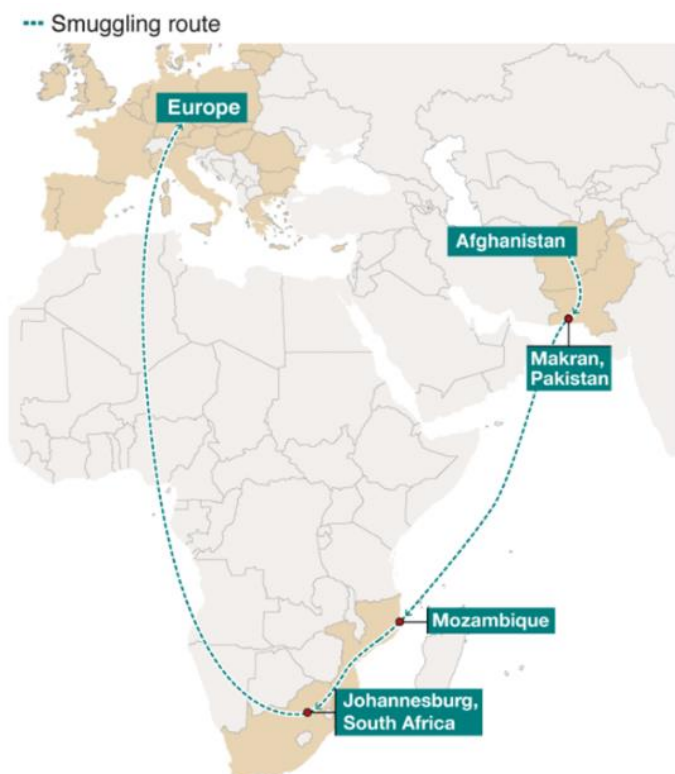 Smuggling route
Europe
Afghanistan
Makran,
Pakistan
Mozambique
Johannesburg,
South Africa